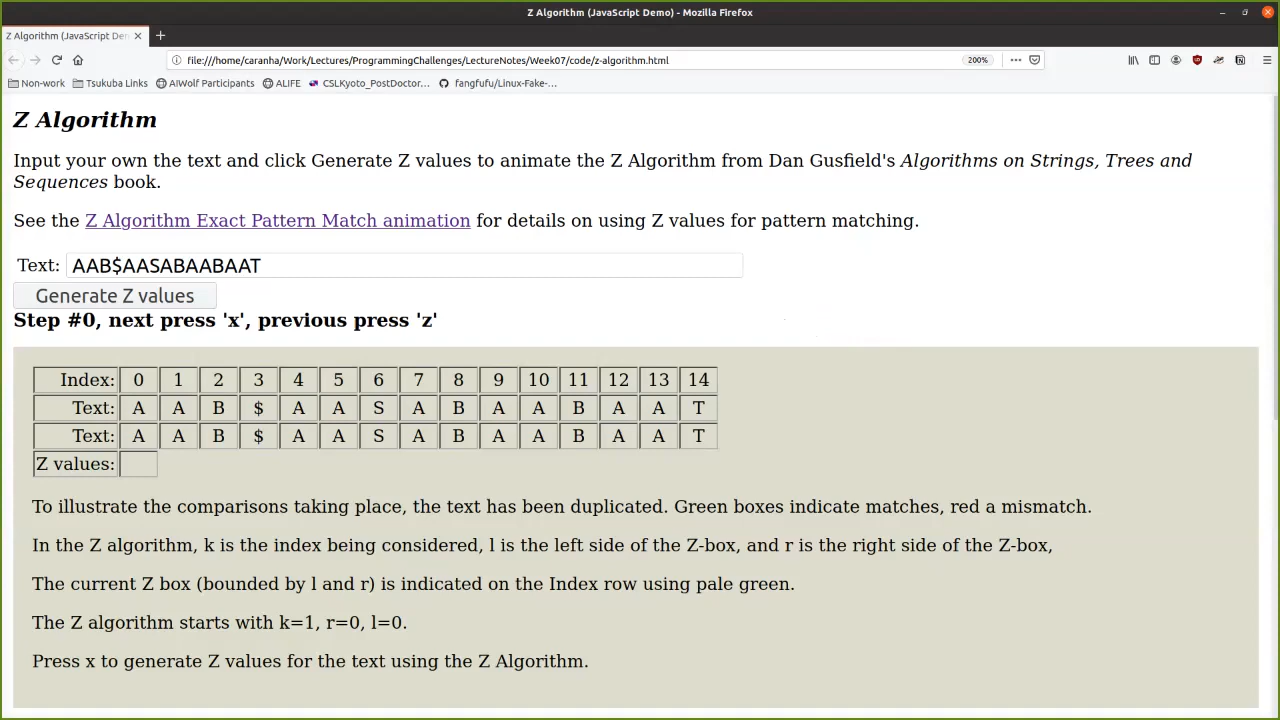 Z Algorithm (JavaScript Demo) - Mozilla Firefox
Z Algorithm (JavaScript Den
file:///home/caranha/Work/Lectures/ProgrammingChallenges/LectureNotes/Week07/code/z-algorithm.html 200%
Non-work Tsukuba Links AIWolf Participants ALIFE CSLKyoto_PostDoctor... fangfufu/Linux-Fake-...
Z Algorithm
Input your own the text and click Generate Z values to animate the Z Algorithm from Dan Gusfield's Algorithms on Strings, Trees and
Sequences book.
See the Z Algorithm Exact Pattern Match animation for details on using Z values for pattern matching.
Text: AAB$AASABAABAAT
Generate Z values
Step #0, next press 'x', previous press 'z'
Index: 0 1 2 3 4 5 6 7 8 9 10 11 12 13 14
Text: A A B $ A A S A B A A B A A T
Text: A A B $ A A S A B A A B A A T
Z values:
To illustrate the comparisons taking place, the text has been duplicated. Green boxes indicate matches, red a mismatch.
In the Z algorithm, k is the index being considered, l is the left side of the Z-box, and r is the right side of the Z-box,
The current Z box (bounded by l and r) is indicated on the Index row using pale green.
The Z algorithm starts with k=1, r=0, l=0.
Press x to generate Z values for the text using the Z Algorithm.